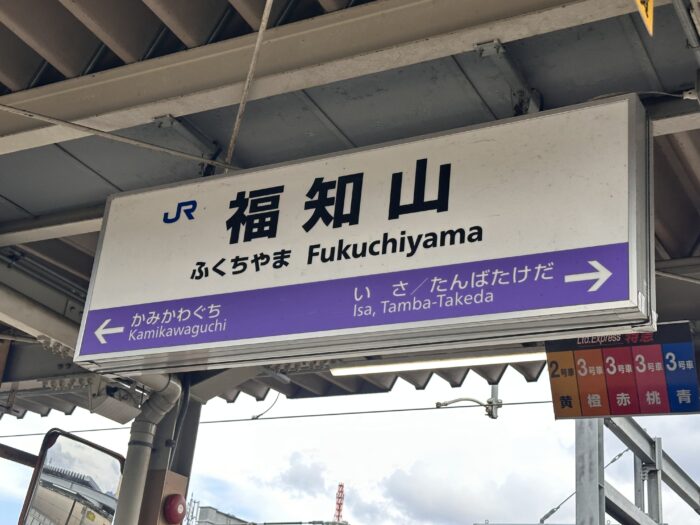 JR 福知山
ふくちやま Fukuchiyama
← かみかわぐち
Kamikawaguchi
いさ／たんばたけだ →
Isa, Tamba-Takeda
Ltd.Express 特急
2号車 3号車 3号車 3号車 3号車
黄 橙 赤 桃 青